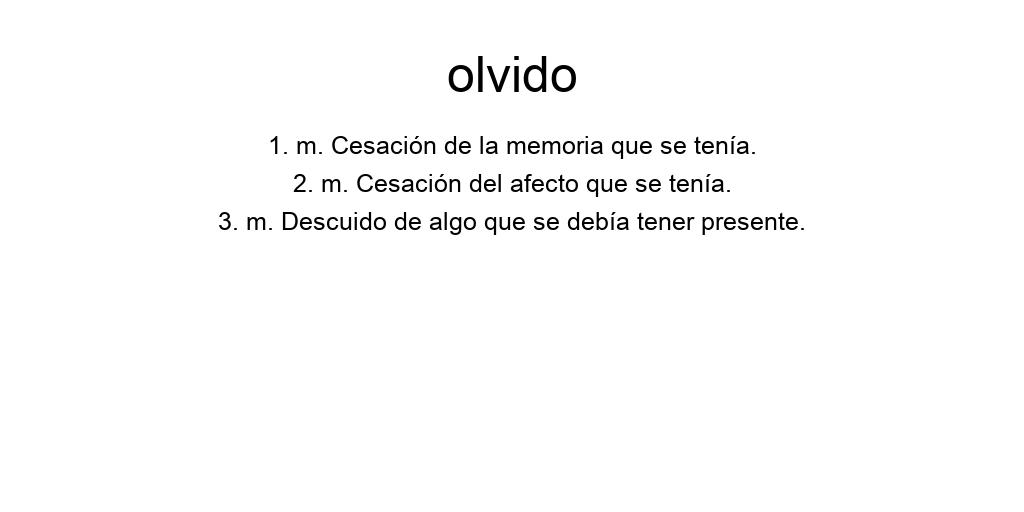 olvido
1. m. Cesación de la memoria que se tenía.
2. m. Cesación del afecto que se tenía.
3. m. Descuido de algo que se debía tener presente.